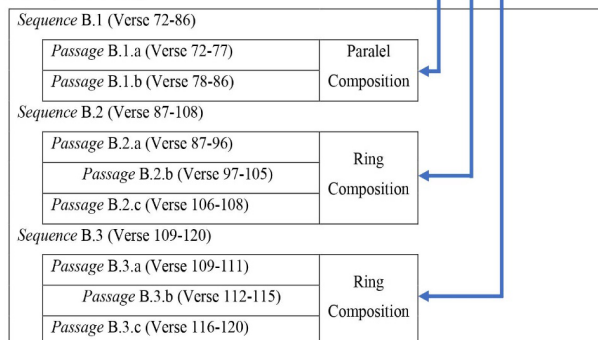 Sequence B.1 (Verse 72-86)
Passage B.1.a (Verse 72-77)
Passage B.1.b (Verse 78-86)
Paralel
Composition
Sequence B.2 (Verse 87-108)
Passage B.2.a (Verse 87-96)
Passage B.2.b (Verse 97-105)
Passage B.2.c (Verse 106-108)
Ring
Composition
Sequence B.3 (Verse 109-120)
Passage B.3.a (Verse 109-111)
Passage B.3.b (Verse 112-115)
Passage B.3.c (Verse 116-120)
Ring
Composition